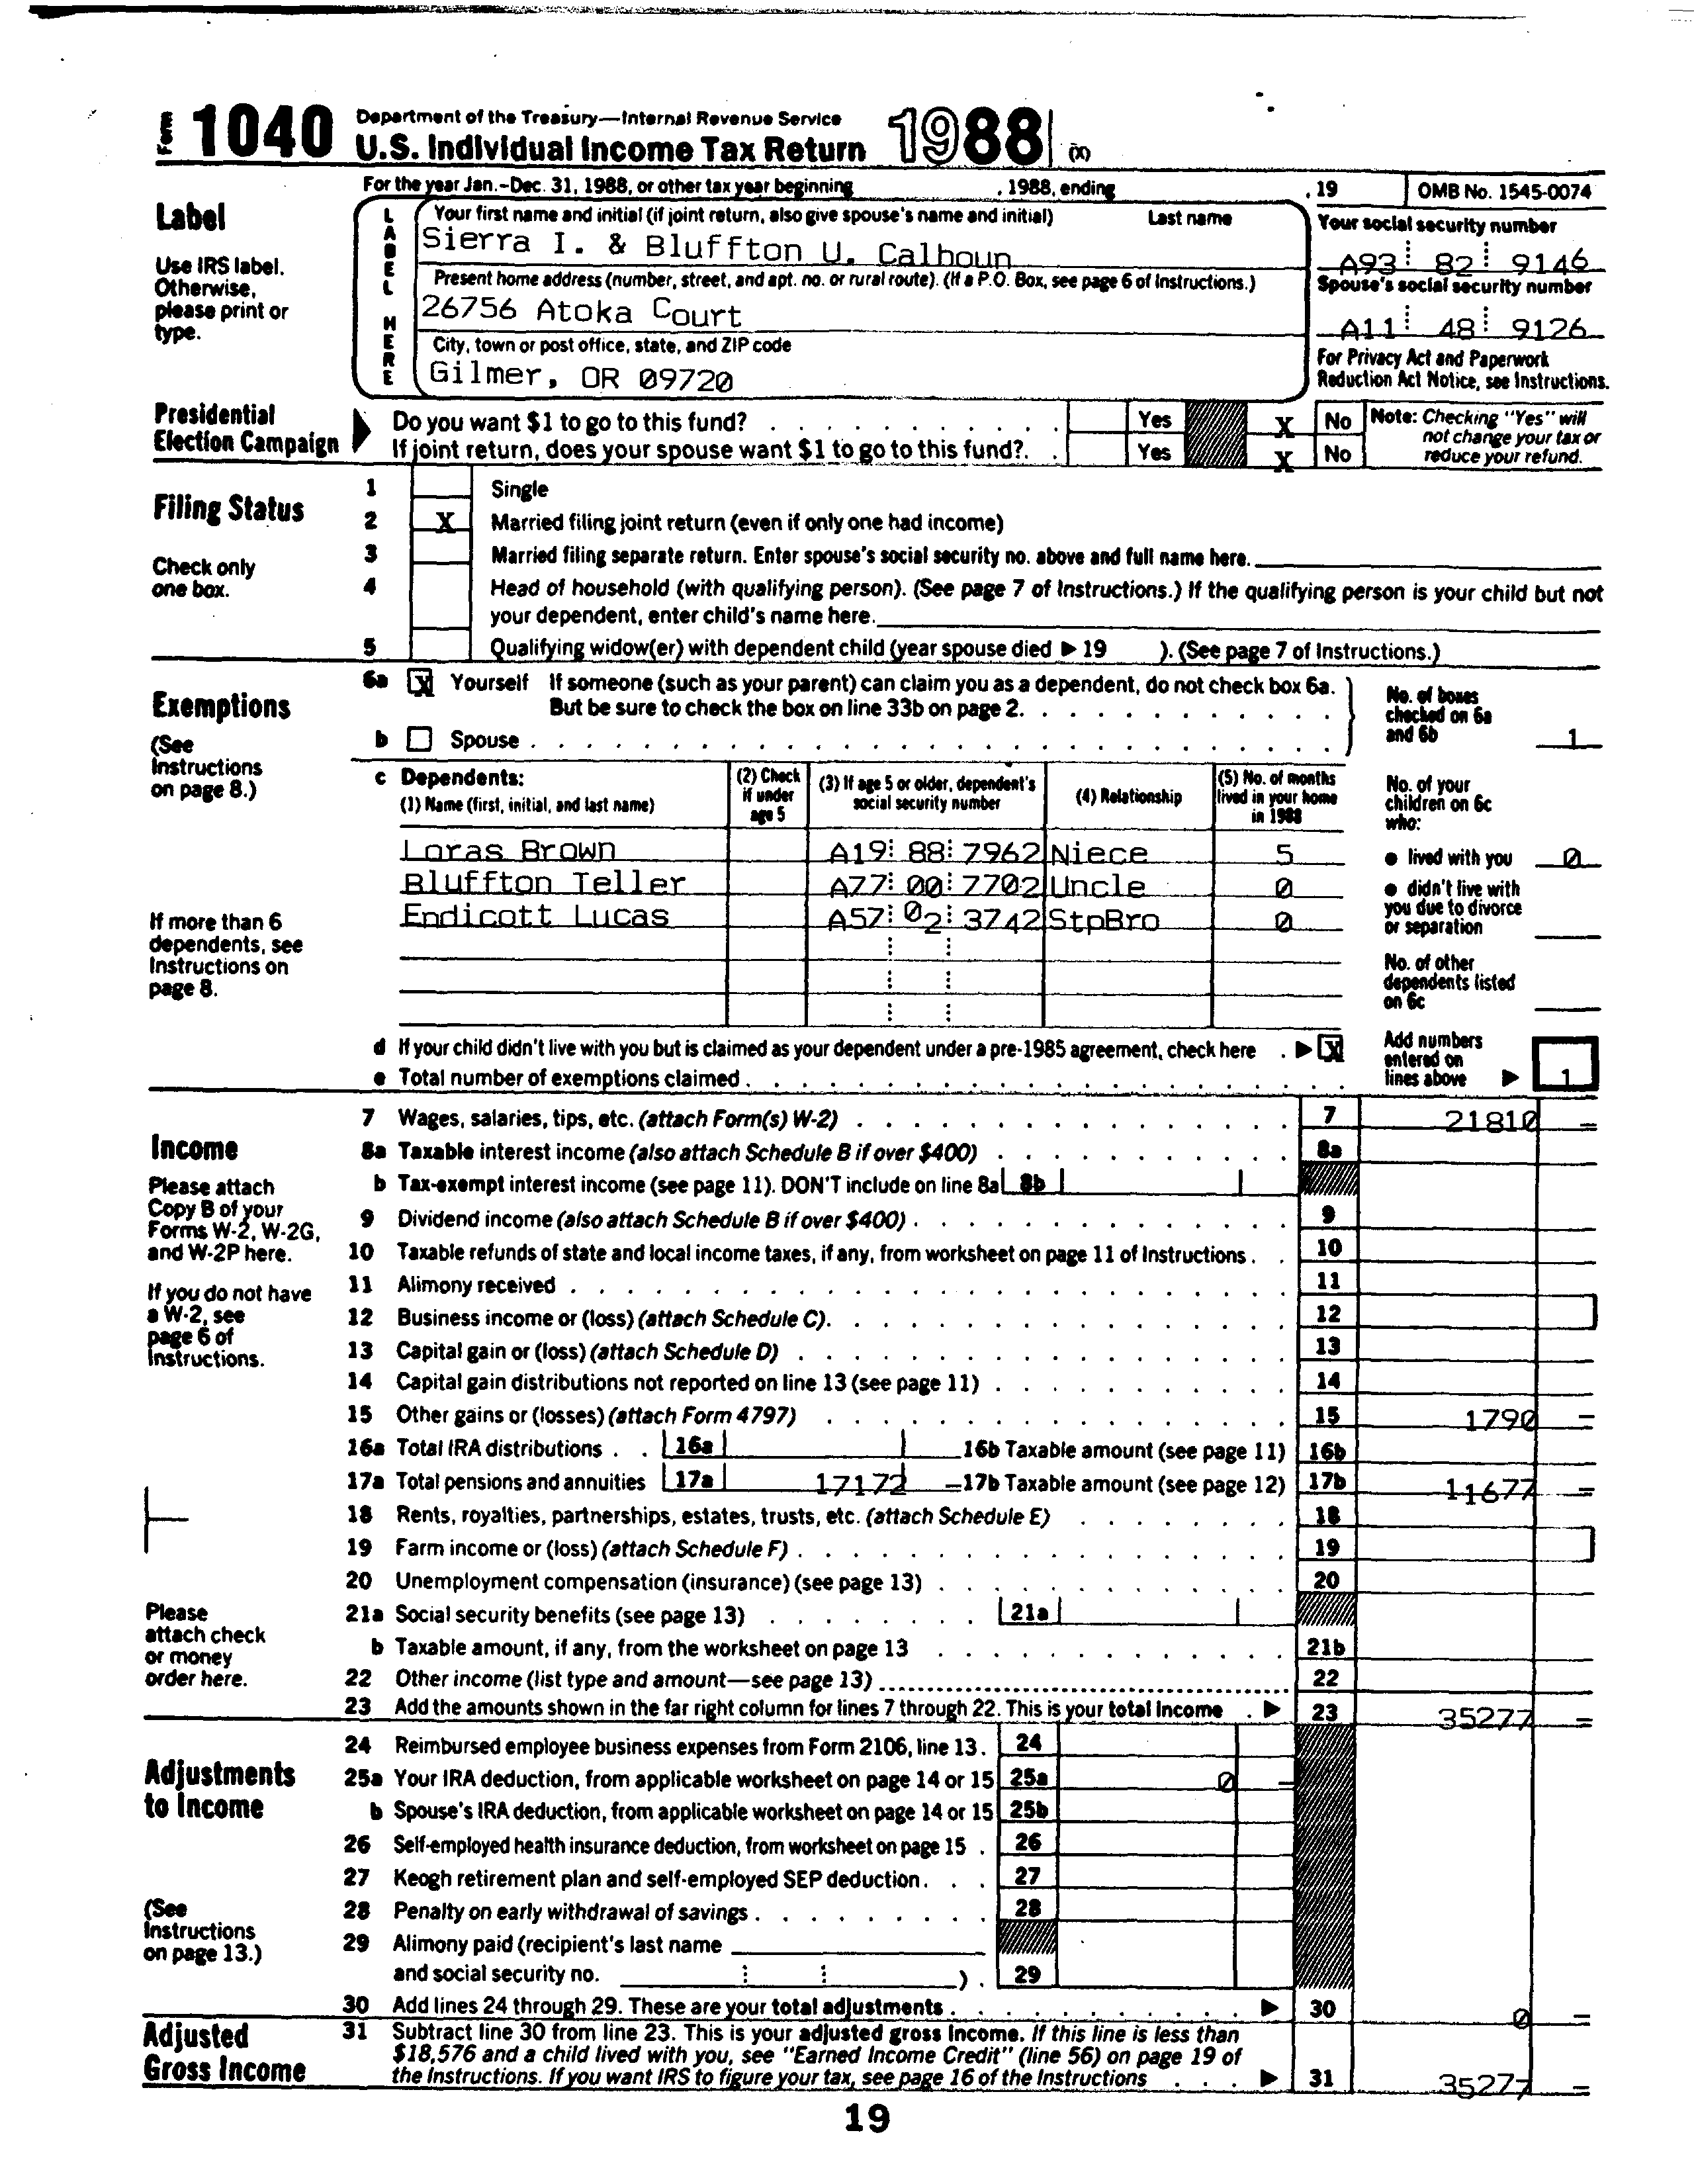 Form 1040 Department of the Treasury—Internal Revenue Service
U.S. Individual Income Tax Return 1988 (X)
For the year Jan.-Dec. 31, 1988, or other tax year beginning , 1988, ending , 19 OMB No. 1545-0074
Label
Use IRS label.
Otherwise,
please print or
type.
LABEL HERE
Your first name and initial (if joint return, also give spouse's name and initial) Last name
Sierra I. & Bluffton U. Calhoun
Your social security number
A93 82 9146
Present home address (number, street, and apt. no. or rural route). (If a P.O. Box, see page 6 of Instructions.)
26756 Atoka Court
Spouse's social security number
A11 48 9126
City, town or post office, state, and ZIP code
Gilmer, OR 09720
For Privacy Act and Paperwork
Reduction Act Notice, see Instructions.
Presidential
Election Campaign
Do you want $1 to go to this fund? Yes X No
If joint return, does your spouse want $1 to go to this fund? Yes X No
Note: Checking "Yes" will
not change your tax or
reduce your refund.
Filing Status
Check only
one box.
1 Single
2 X Married filing joint return (even if only one had income)
3 Married filing separate return. Enter spouse's social security no. above and full name here.
4 Head of household (with qualifying person). (See page 7 of Instructions.) If the qualifying person is your child but not
your dependent, enter child's name here.
5 Qualifying widow(er) with dependent child (year spouse died ▶ 19 ). (See page 7 of Instructions.)
Exemptions
(See
Instructions
on page 8.)
6a X Yourself If someone (such as your parent) can claim you as a dependent, do not check box 6a.
But be sure to check the box on line 33b on page 2.
b Spouse
No. of boxes
checked on 6a
and 6b 1
c Dependents:
(1) Name (first, initial, and last name)
(2) Check
if under
age 5
(3) If age 5 or older, dependent's
social security number
(4) Relationship
(5) No. of months
lived in your home
in 1988
Loras Brown A19 88 7962 Niece 5
Bluffton Teller A77 00 7702 Uncle 0
Endicott Lucas A57 02 3742 StpBro 0
If more than 6
dependents, see
Instructions on
page 8.
No. of your
children on 6c
who:
● lived with you 0
● didn't live with
you due to divorce
or separation
No. of other
dependents listed
on 6c
d If your child didn't live with you but is claimed as your dependent under a pre-1985 agreement, check here ▶ X
e Total number of exemptions claimed
Add numbers
entered on
lines above ▶ 1
Income
Please attach
Copy B of your
Forms W-2, W-2G,
and W-2P here.
If you do not have
a W-2, see
page 6 of
Instructions.
Please
attach check
or money
order here.
7 Wages, salaries, tips, etc. (attach Form(s) W-2) 7 21810 —
8a Taxable interest income (also attach Schedule B if over $400) 8a
b Tax-exempt interest income (see page 11). DON'T include on line 8a 8b
9 Dividend income (also attach Schedule B if over $400) 9
10 Taxable refunds of state and local income taxes, if any, from worksheet on page 11 of Instructions 10
11 Alimony received 11
12 Business income or (loss) (attach Schedule C) 12
13 Capital gain or (loss) (attach Schedule D) 13
14 Capital gain distributions not reported on line 13 (see page 11) 14
15 Other gains or (losses) (attach Form 4797) 15 1790 —
16a Total IRA distributions 16a 16b Taxable amount (see page 11) 16b
17a Total pensions and annuities 17a 17172 — 17b Taxable amount (see page 12) 17b 11677 —
18 Rents, royalties, partnerships, estates, trusts, etc. (attach Schedule E) 18
19 Farm income or (loss) (attach Schedule F) 19
20 Unemployment compensation (insurance) (see page 13) 20
21a Social security benefits (see page 13) 21a
b Taxable amount, if any, from the worksheet on page 13 21b
22 Other income (list type and amount—see page 13) 22
23 Add the amounts shown in the far right column for lines 7 through 22. This is your total income ▶ 23 35277 —
Adjustments
to Income
(See
Instructions
on page 13.)
24 Reimbursed employee business expenses from Form 2106, line 13. 24
25a Your IRA deduction, from applicable worksheet on page 14 or 15 25a 0 —
b Spouse's IRA deduction, from applicable worksheet on page 14 or 15 25b
26 Self-employed health insurance deduction, from worksheet on page 15 26
27 Keogh retirement plan and self-employed SEP deduction 27
28 Penalty on early withdrawal of savings 28
29 Alimony paid (recipient's last name
and social security no. ) 29
30 Add lines 24 through 29. These are your total adjustments ▶ 30 0 —
Adjusted
Gross Income
31 Subtract line 30 from line 23. This is your adjusted gross income. If this line is less than
$18,576 and a child lived with you, see "Earned Income Credit" (line 56) on page 19 of
the Instructions. If you want IRS to figure your tax, see page 16 of the Instructions ▶ 31 35277 —
19